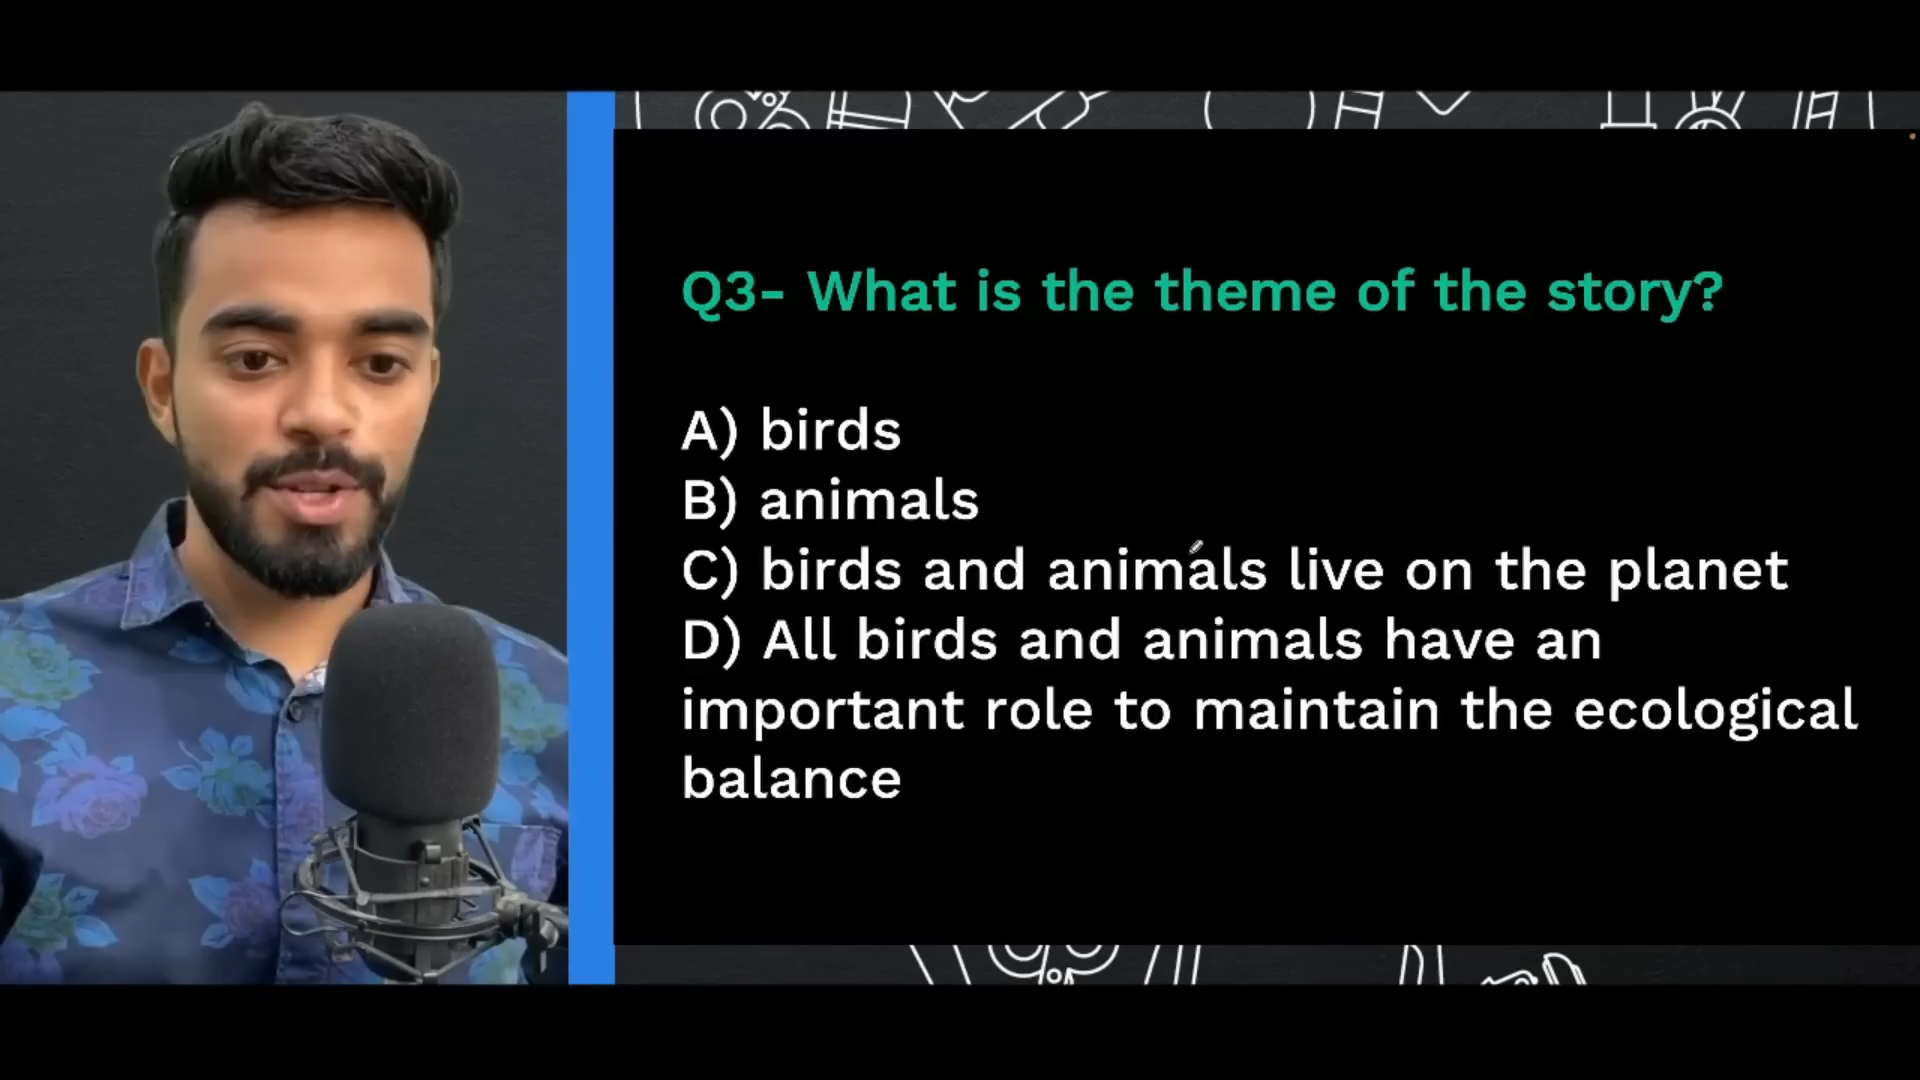 Q3- What is the theme of the story?
A) birds
B) animals
C) birds and animals live on the planet
D) All birds and animals have an
important role to maintain the ecological
balance